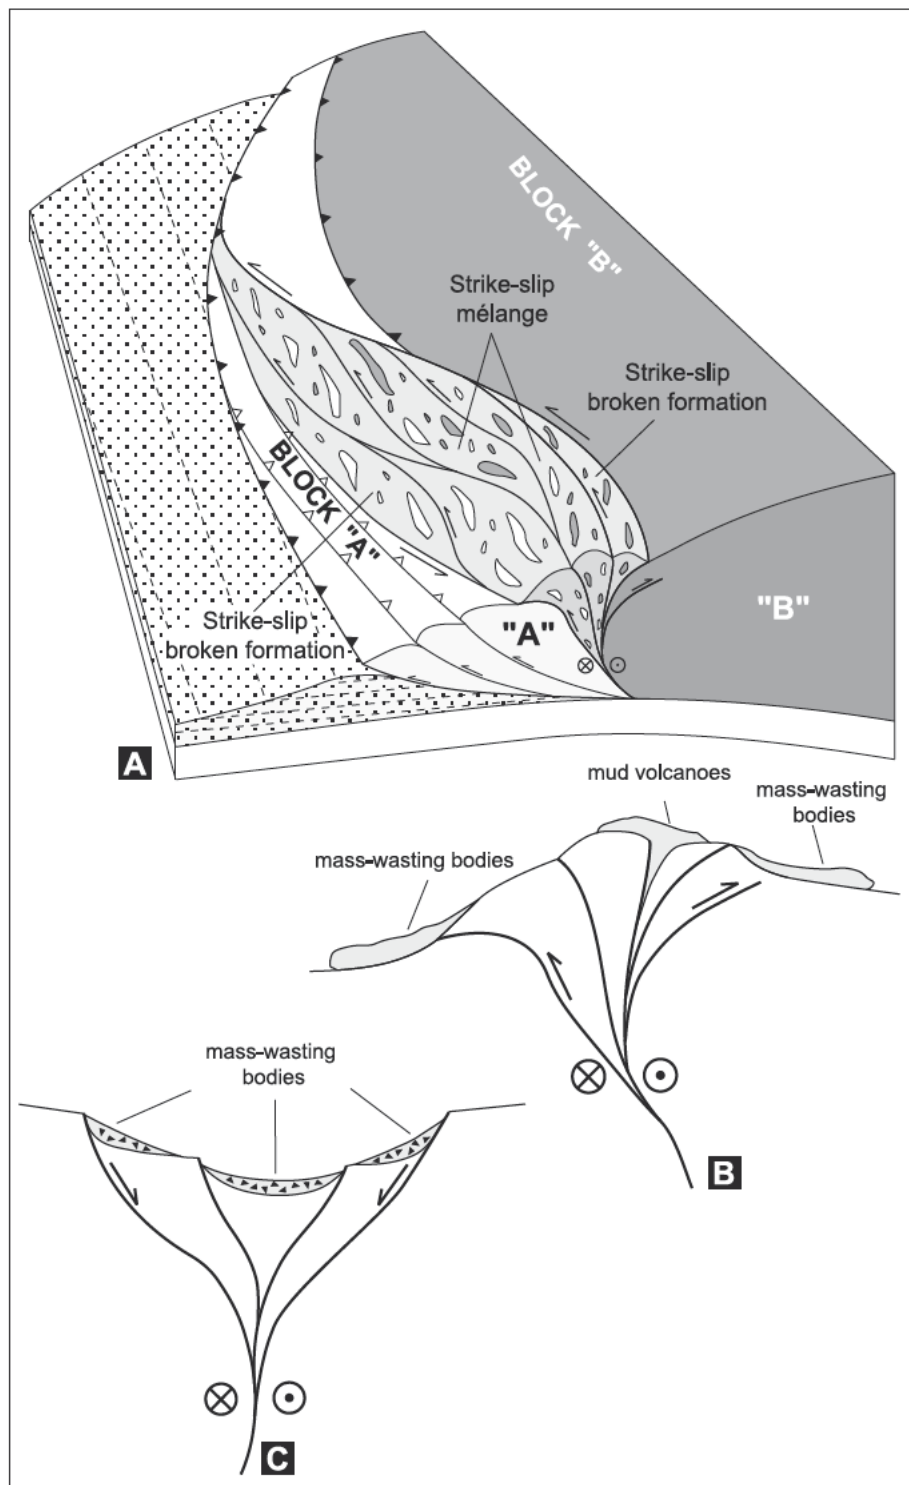 BLOCK "B"
Strike-slip
mélange
Strike-slip
broken formation
BLOCK "A"
Strike-slip
broken formation
"A"
"B"
A
mud volcanoes
mass-wasting
bodies
mass-wasting bodies
B
mass-wasting
bodies
C